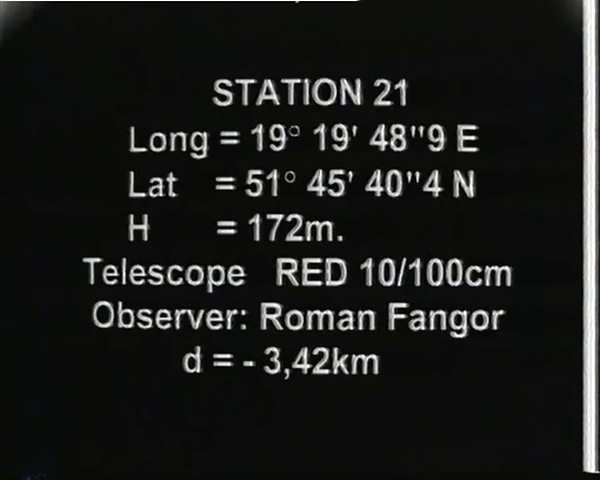 STATION 21
Long = 19° 19' 48"9 E
Lat = 51° 45' 40"4 N
H = 172m.
Telescope RED 10/100cm
Observer: Roman Fangor
d = - 3,42km